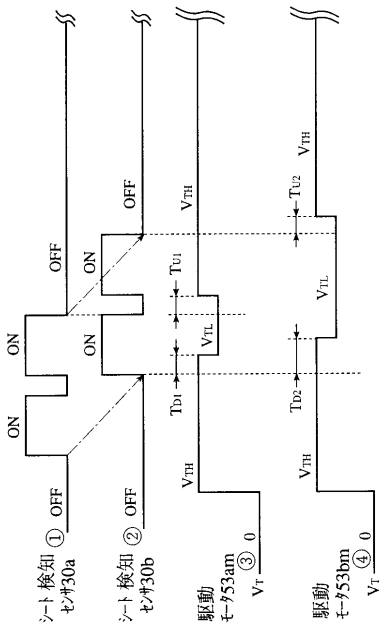 シート検知 ①
センサ30a
OFF
ON
ON
OFF
シート検知 ②
センサ30b
OFF
ON
ON
OFF
駆動
モータ53am
③
VT 0
VTH
TD1
VTL
TU1
VTH
駆動
モータ53bm
④
VT 0
VTH
TD2
VTL
TU2
VTH